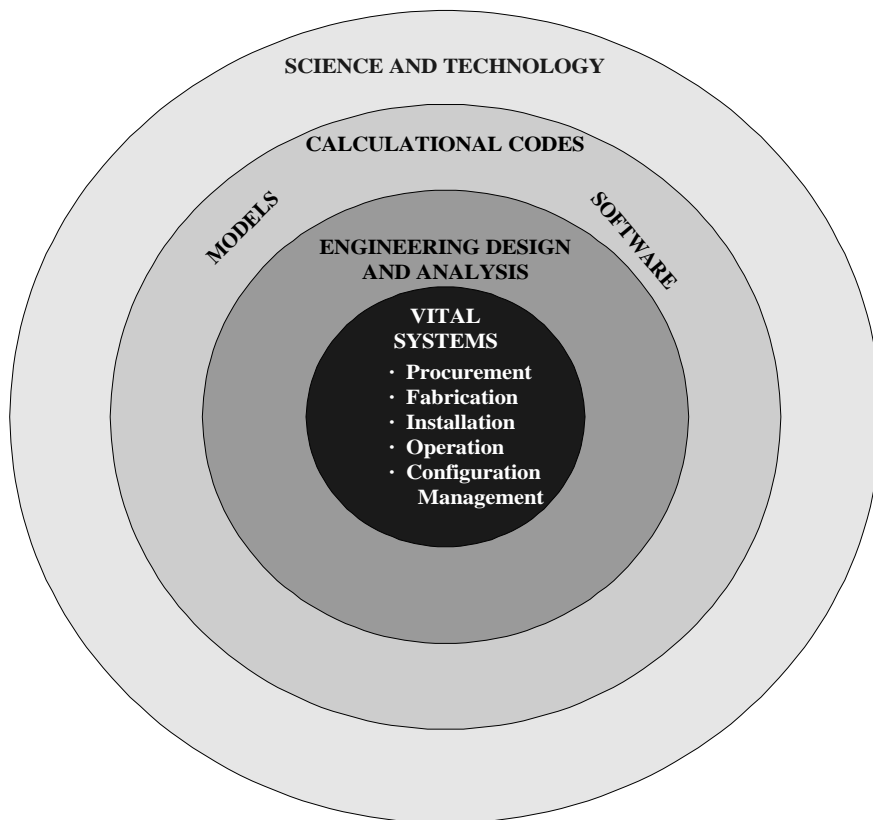 SCIENCE AND TECHNOLOGY
CALCULATIONAL CODES
MODELS
SOFTWARE
ENGINEERING DESIGN
AND ANALYSIS
VITAL
SYSTEMS
· Procurement
· Fabrication
· Installation
· Operation
· Configuration
Management